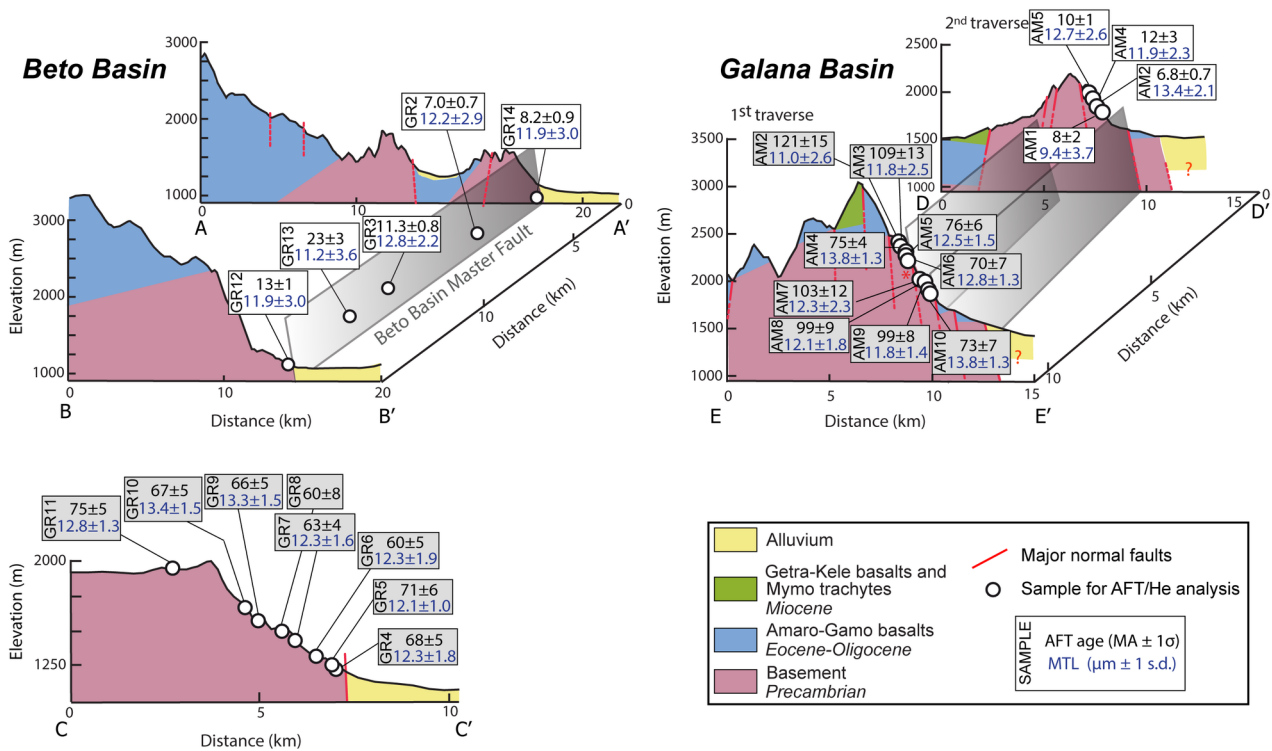 Beto Basin
3000
2000
1000
Elevation (m)
0
10
20
0
A
A′
GR2
7.0±0.7
12.2±2.9
GR14
8.2±0.9
11.9±3.0
GR3
11.3±0.8
12.8±2.2
GR13
23±3
11.2±3.6
GR12
13±1
11.9±3.0
Beto Basin Master Fault
5
10
Distance (km)
3000
2000
1000
Elevation (m)
0
10
20
B
B′
Distance (km)
Galana Basin
2nd traverse
2500
2000
1500
1000
D
5
10
0
D′
AM5
10±1
12.7±2.6
AM4
12±3
11.9±2.3
AM2
6.8±0.7
13.4±2.1
AM1
8±2
9.4±3.7
?
1st traverse
3500
3000
2500
2000
1500
1000
Elevation (m)
AM2
121±15
11.0±2.6
AM3
109±13
11.8±2.5
AM4
75±4
13.8±1.3
AM5
76±6
12.5±1.5
AM6
70±7
12.8±1.3
*
AM7
103±12
12.3±2.3
AM8
99±9
12.1±1.8
AM9
99±8
11.8±1.4
AM10
73±7
13.8±1.3
?
5
10
Distance (km)
0
5
10
15
E
E′
Distance (km)
GR11
75±5
12.8±1.3
GR10
67±5
13.4±1.5
GR9
66±5
13.3±1.5
GR8
60±8
GR7
63±4
12.3±1.6
GR6
60±5
12.3±1.9
GR5
71±6
12.1±1.0
GR4
68±5
12.3±1.8
2000
1250
Elevation (m)
0
5
10
C
C′
Distance (km)
Alluvium
Getra-Kele basalts and
Mymo trachytes
Miocene
Amaro-Gamo basalts
Eocene-Oligocene
Basement
Precambrian
Major normal faults
Sample for AFT/He analysis
SAMPLE
AFT age (MA ± 1σ)
MTL (µm ± 1 s.d.)